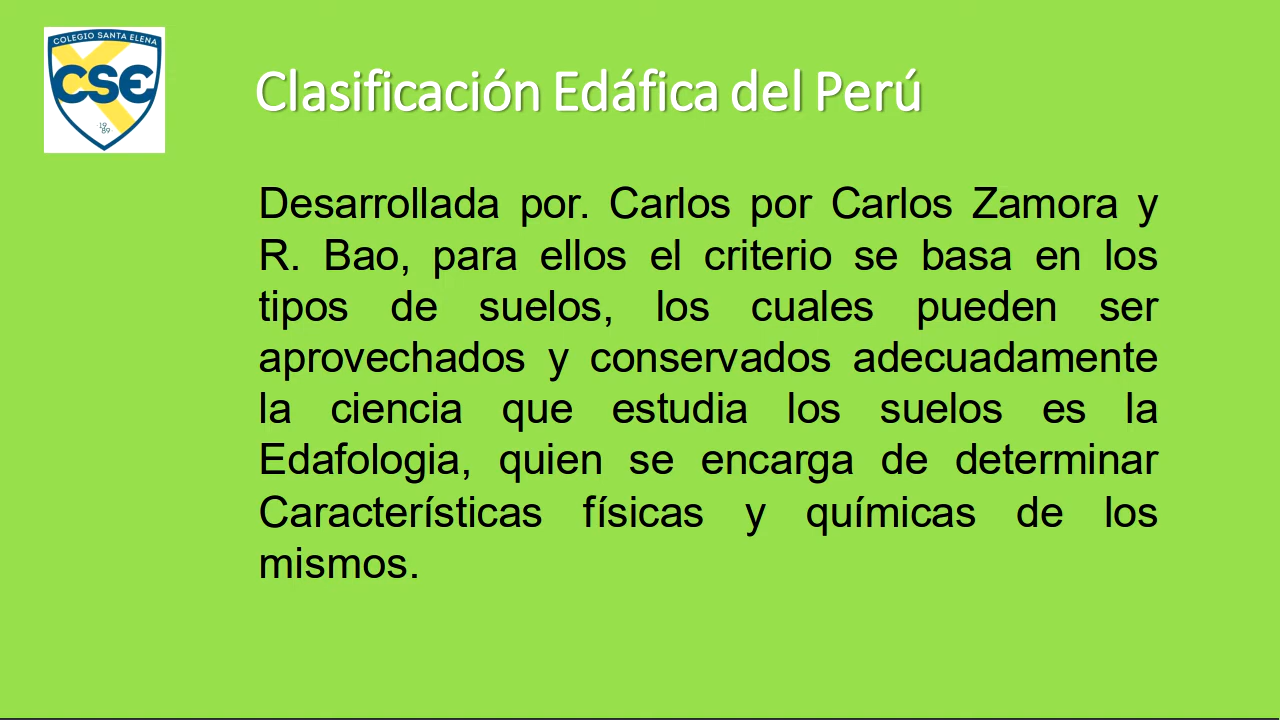 COLEGIO SANTA ELENA
CSE
19
89
Clasificación Edáfica del Perú
Desarrollada por. Carlos por Carlos Zamora y
R. Bao, para ellos el criterio se basa en los
tipos de suelos, los cuales pueden ser
aprovechados y conservados adecuadamente
la ciencia que estudia los suelos es la
Edafologia, quien se encarga de determinar
Características físicas y químicas de los
mismos.